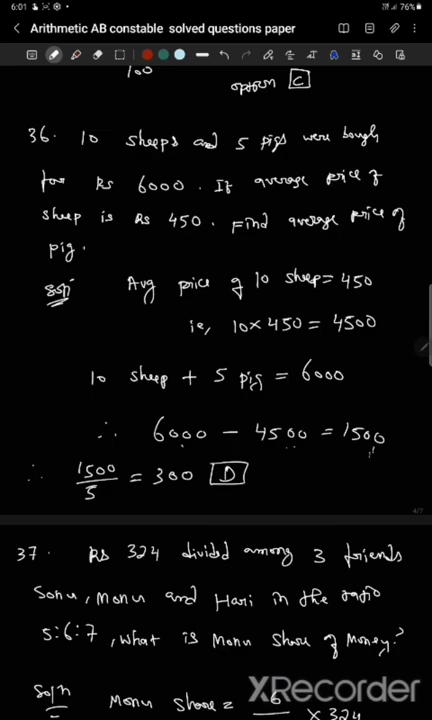 6:01
76%
Arithmetic AB constable solved questions paper
100
option C
36. 10 sheeps and 5 pigs were bough
for Rs 6000. If average price of
sheep is Rs 450. Find average price of
pig.
Sol Avg price of 10 sheep = 450
ie, 10 × 450 = 4500
10 sheep + 5 pig = 6000
∴ 6000 - 4500 = 1500
∴ 1500/5 = 300 D
4/7
37. Rs 324 divided among 3 friends
Sonu, Monu and Hari in the ratio
5:6:7, what is Monu share of money?
Soln Monu share = 6 × 324
XRecorder